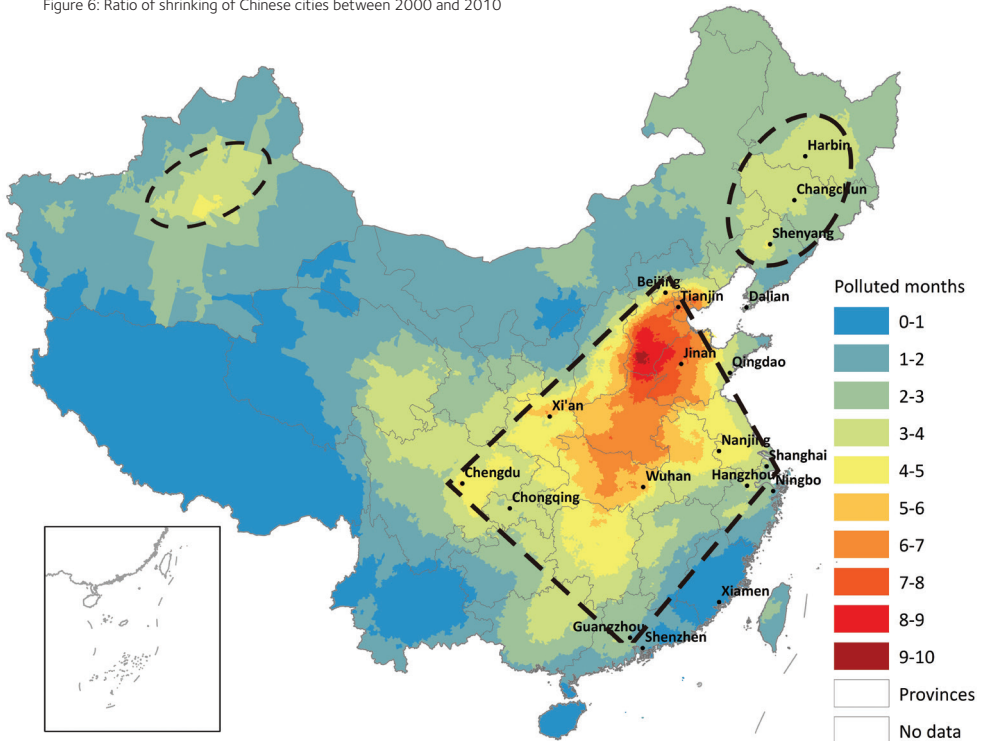 Figure 6: Ratio of shrinking of Chinese cities between 2000 and 2010
Harbin
Changchun
Shenyang
Beijing
Tianjin
Dalian
Jinan
Qingdao
Xi'an
Nanjing
Shanghai
Hangzhou
Ningbo
Chengdu
Wuhan
Chongqing
Xiamen
Guangzhou
Shenzhen
Polluted months
0-1
1-2
2-3
3-4
4-5
5-6
6-7
7-8
8-9
9-10
Provinces
No data